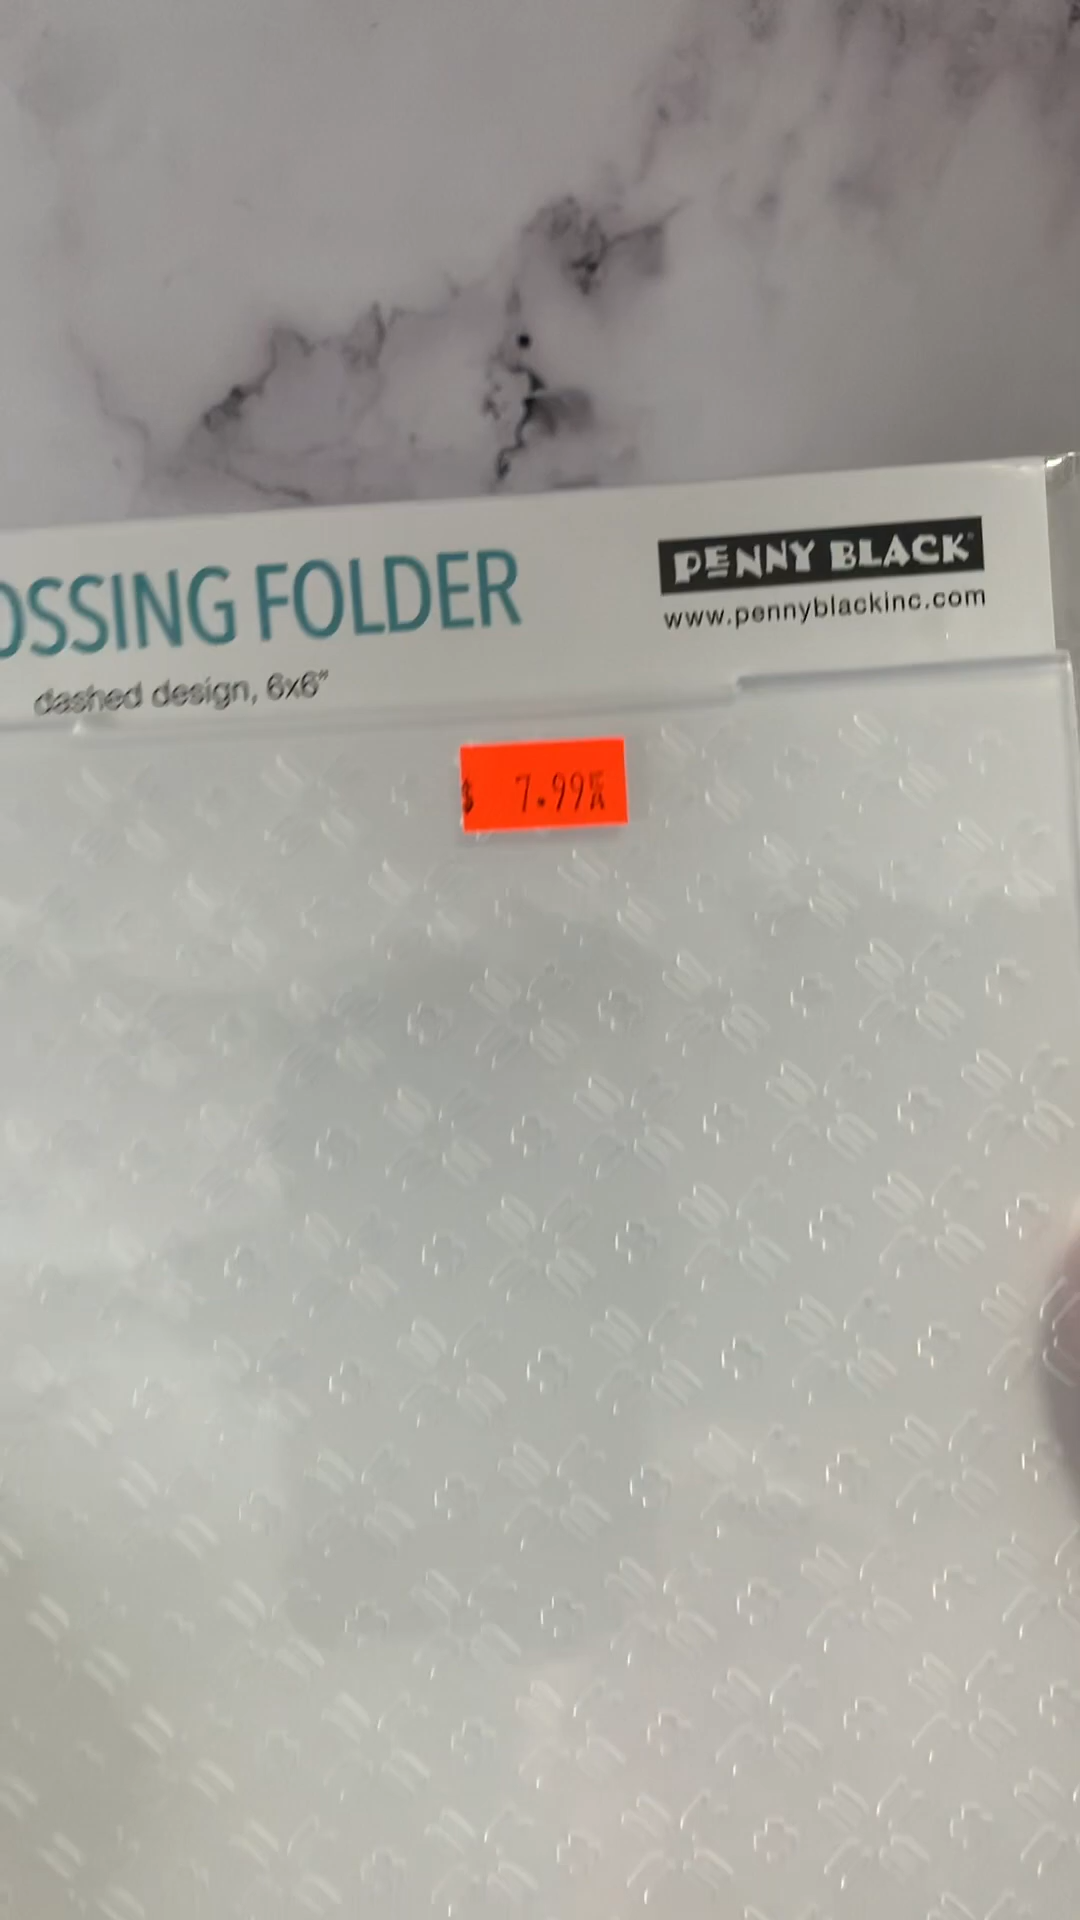 OSSING FOLDER
dashed design, 6x6"
PENNY BLACK
www.pennyblackinc.com
$ 7.99